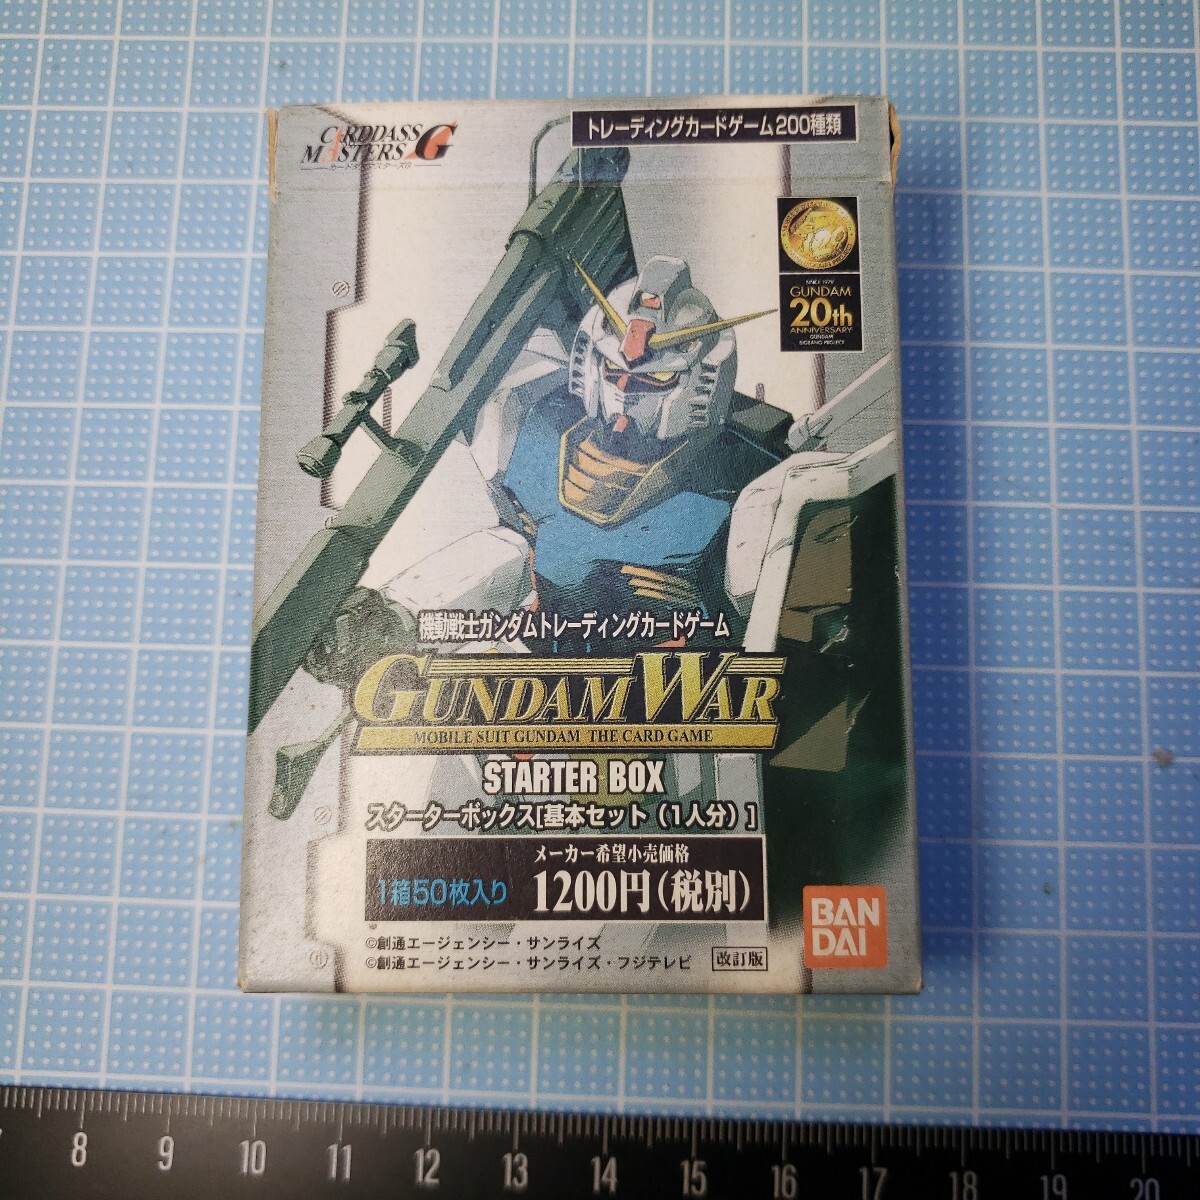 CARDDASS
MASTERS G
カードダスマスターズG
トレーディングカードゲーム200種類
SINCE 1979
GUNDAM
20th
ANNIVERSARY
GUNDAM
BIGBANG PROJECT
機動戦士ガンダムトレーディングカードゲーム
GUNDAM WAR
MOBILE SUIT GUNDAM THE CARD GAME
STARTER BOX
スターターボックス[基本セット（1人分）]
メーカー希望小売価格
1箱50枚入り 1200円(税別)
©創通エージェンシー・サンライズ
©創通エージェンシー・サンライズ・フジテレビ 改訂版
BAN
DAI
7 8 9 10 11 12 13 14 15 16 17 18 19 20